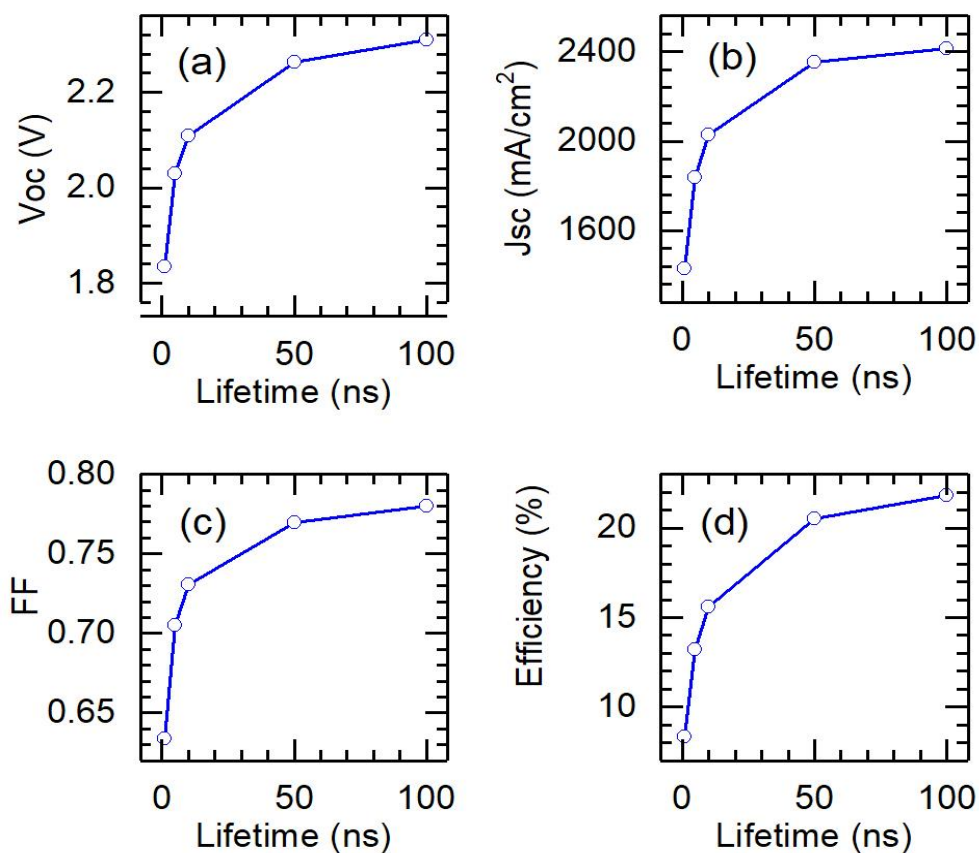 (a)
Voc (V)
2.2
2.0
1.8
0 50 100
Lifetime (ns)
(b)
Jsc (mA/cm²)
2400
2000
1600
0 50 100
Lifetime (ns)
(c)
FF
0.80
0.75
0.70
0.65
0 50 100
Lifetime (ns)
(d)
Efficiency (%)
20
15
10
0 50 100
Lifetime (ns)